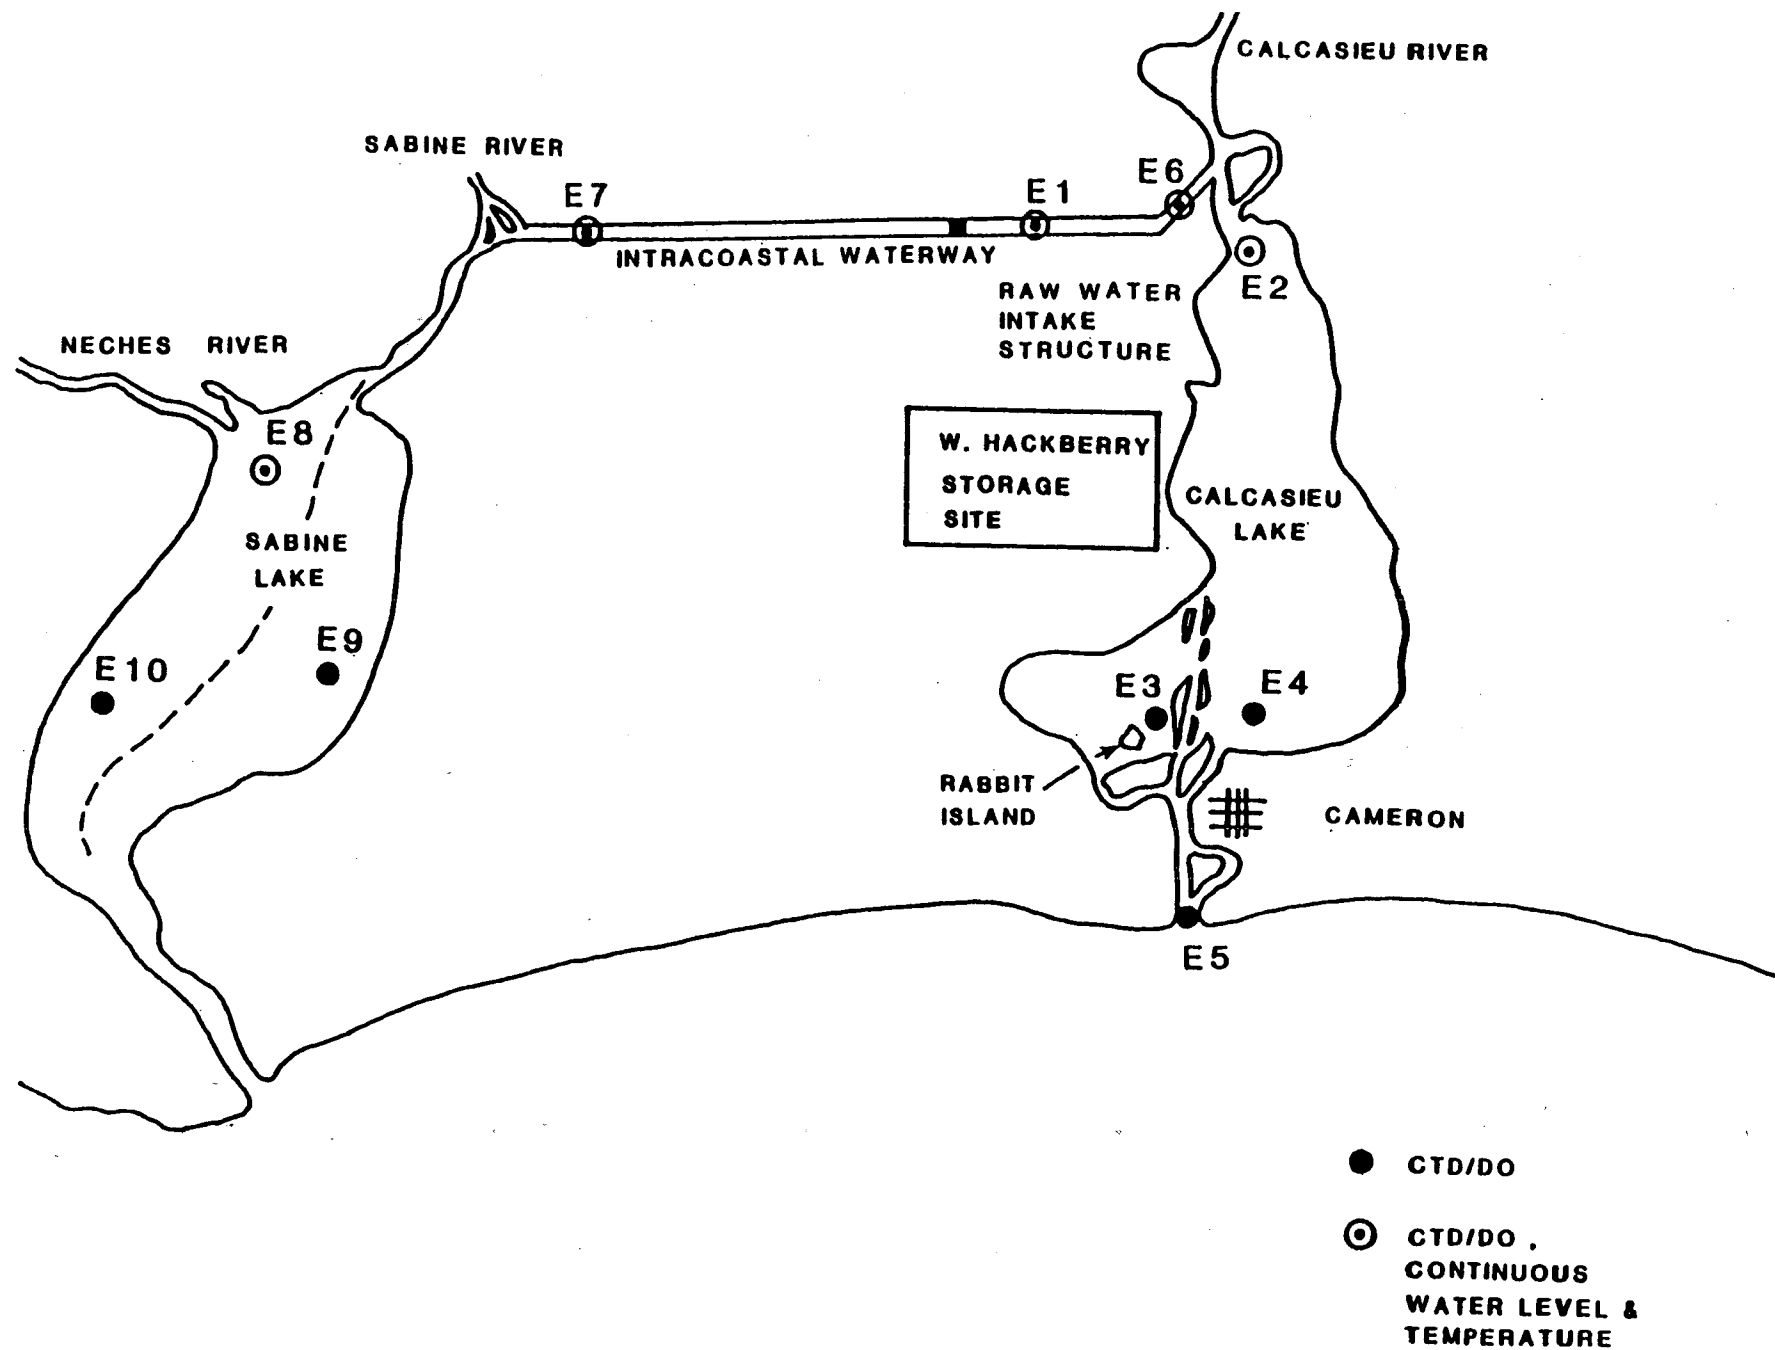 CALCASIEU RIVER
SABINE RIVER
E7
E1
E6
INTRACOASTAL WATERWAY
E2
RAW WATER
INTAKE
STRUCTURE
NECHES RIVER
E8
W. HACKBERRY
STORAGE
SITE
CALCASIEU
LAKE
SABINE
LAKE
E9
E10
E3
E4
RABBIT
ISLAND
CAMERON
E5
CTD/DO
CTD/DO,
CONTINUOUS
WATER LEVEL &
TEMPERATURE